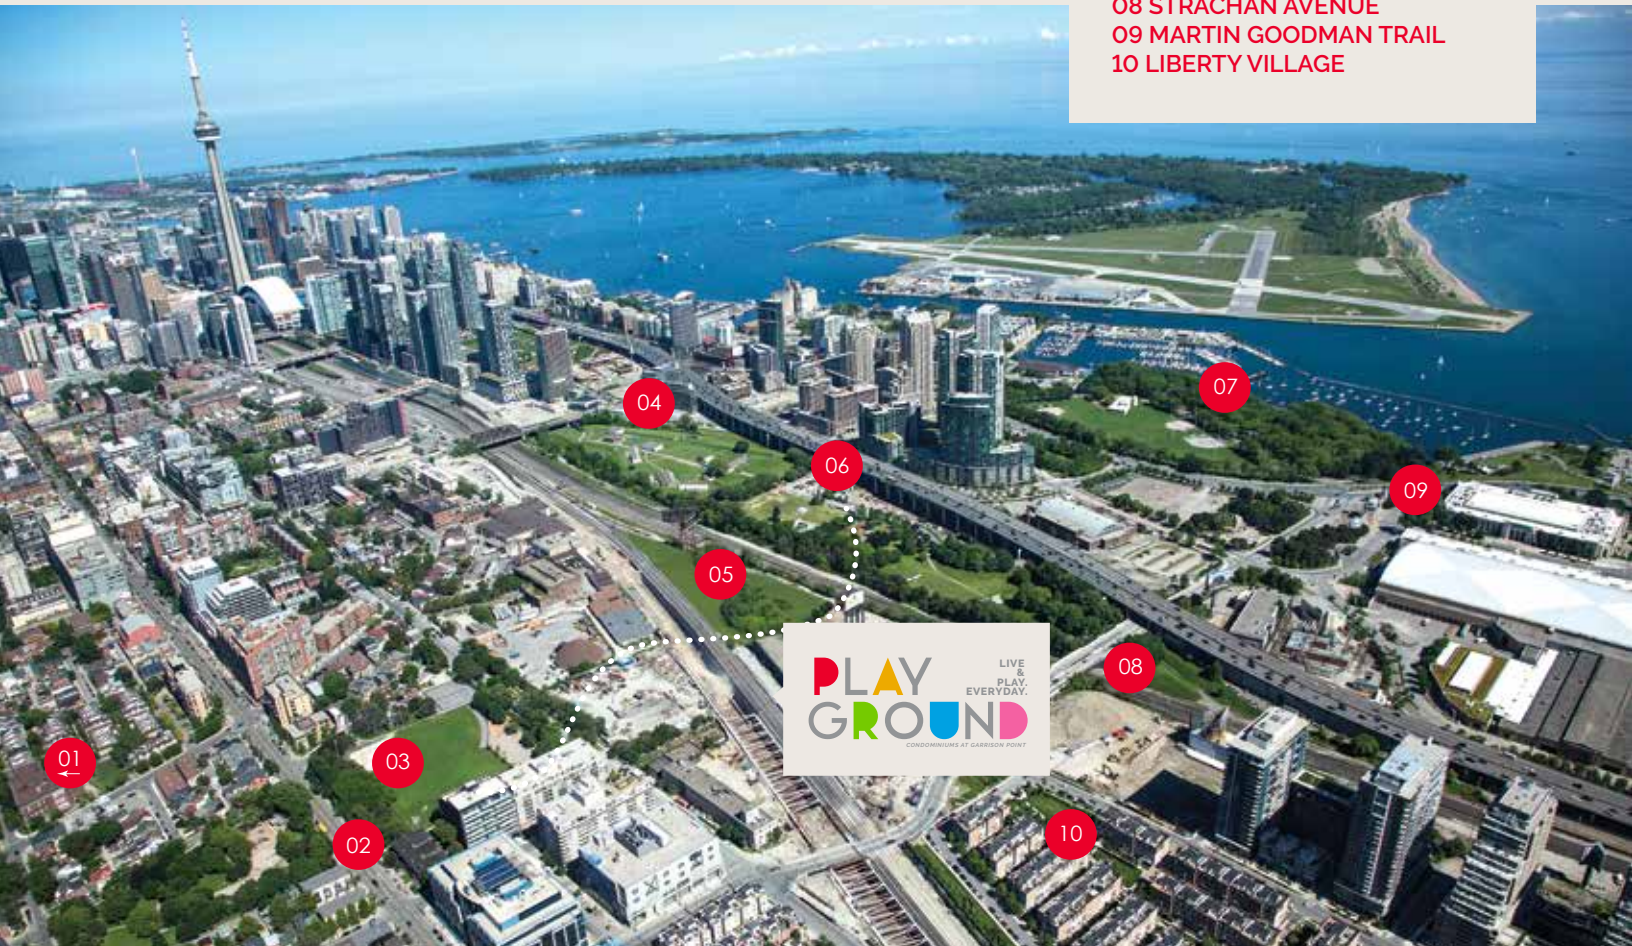 08 STRACHAN AVENUE
09 MARTIN GOODMAN TRAIL
10 LIBERTY VILLAGE
04
07
06
09
05
08
01
03
02
10
PLAY
GROUND
LIVE
&
PLAY.
EVERYDAY.
CONDOMINIUMS AT GARRISON POINT